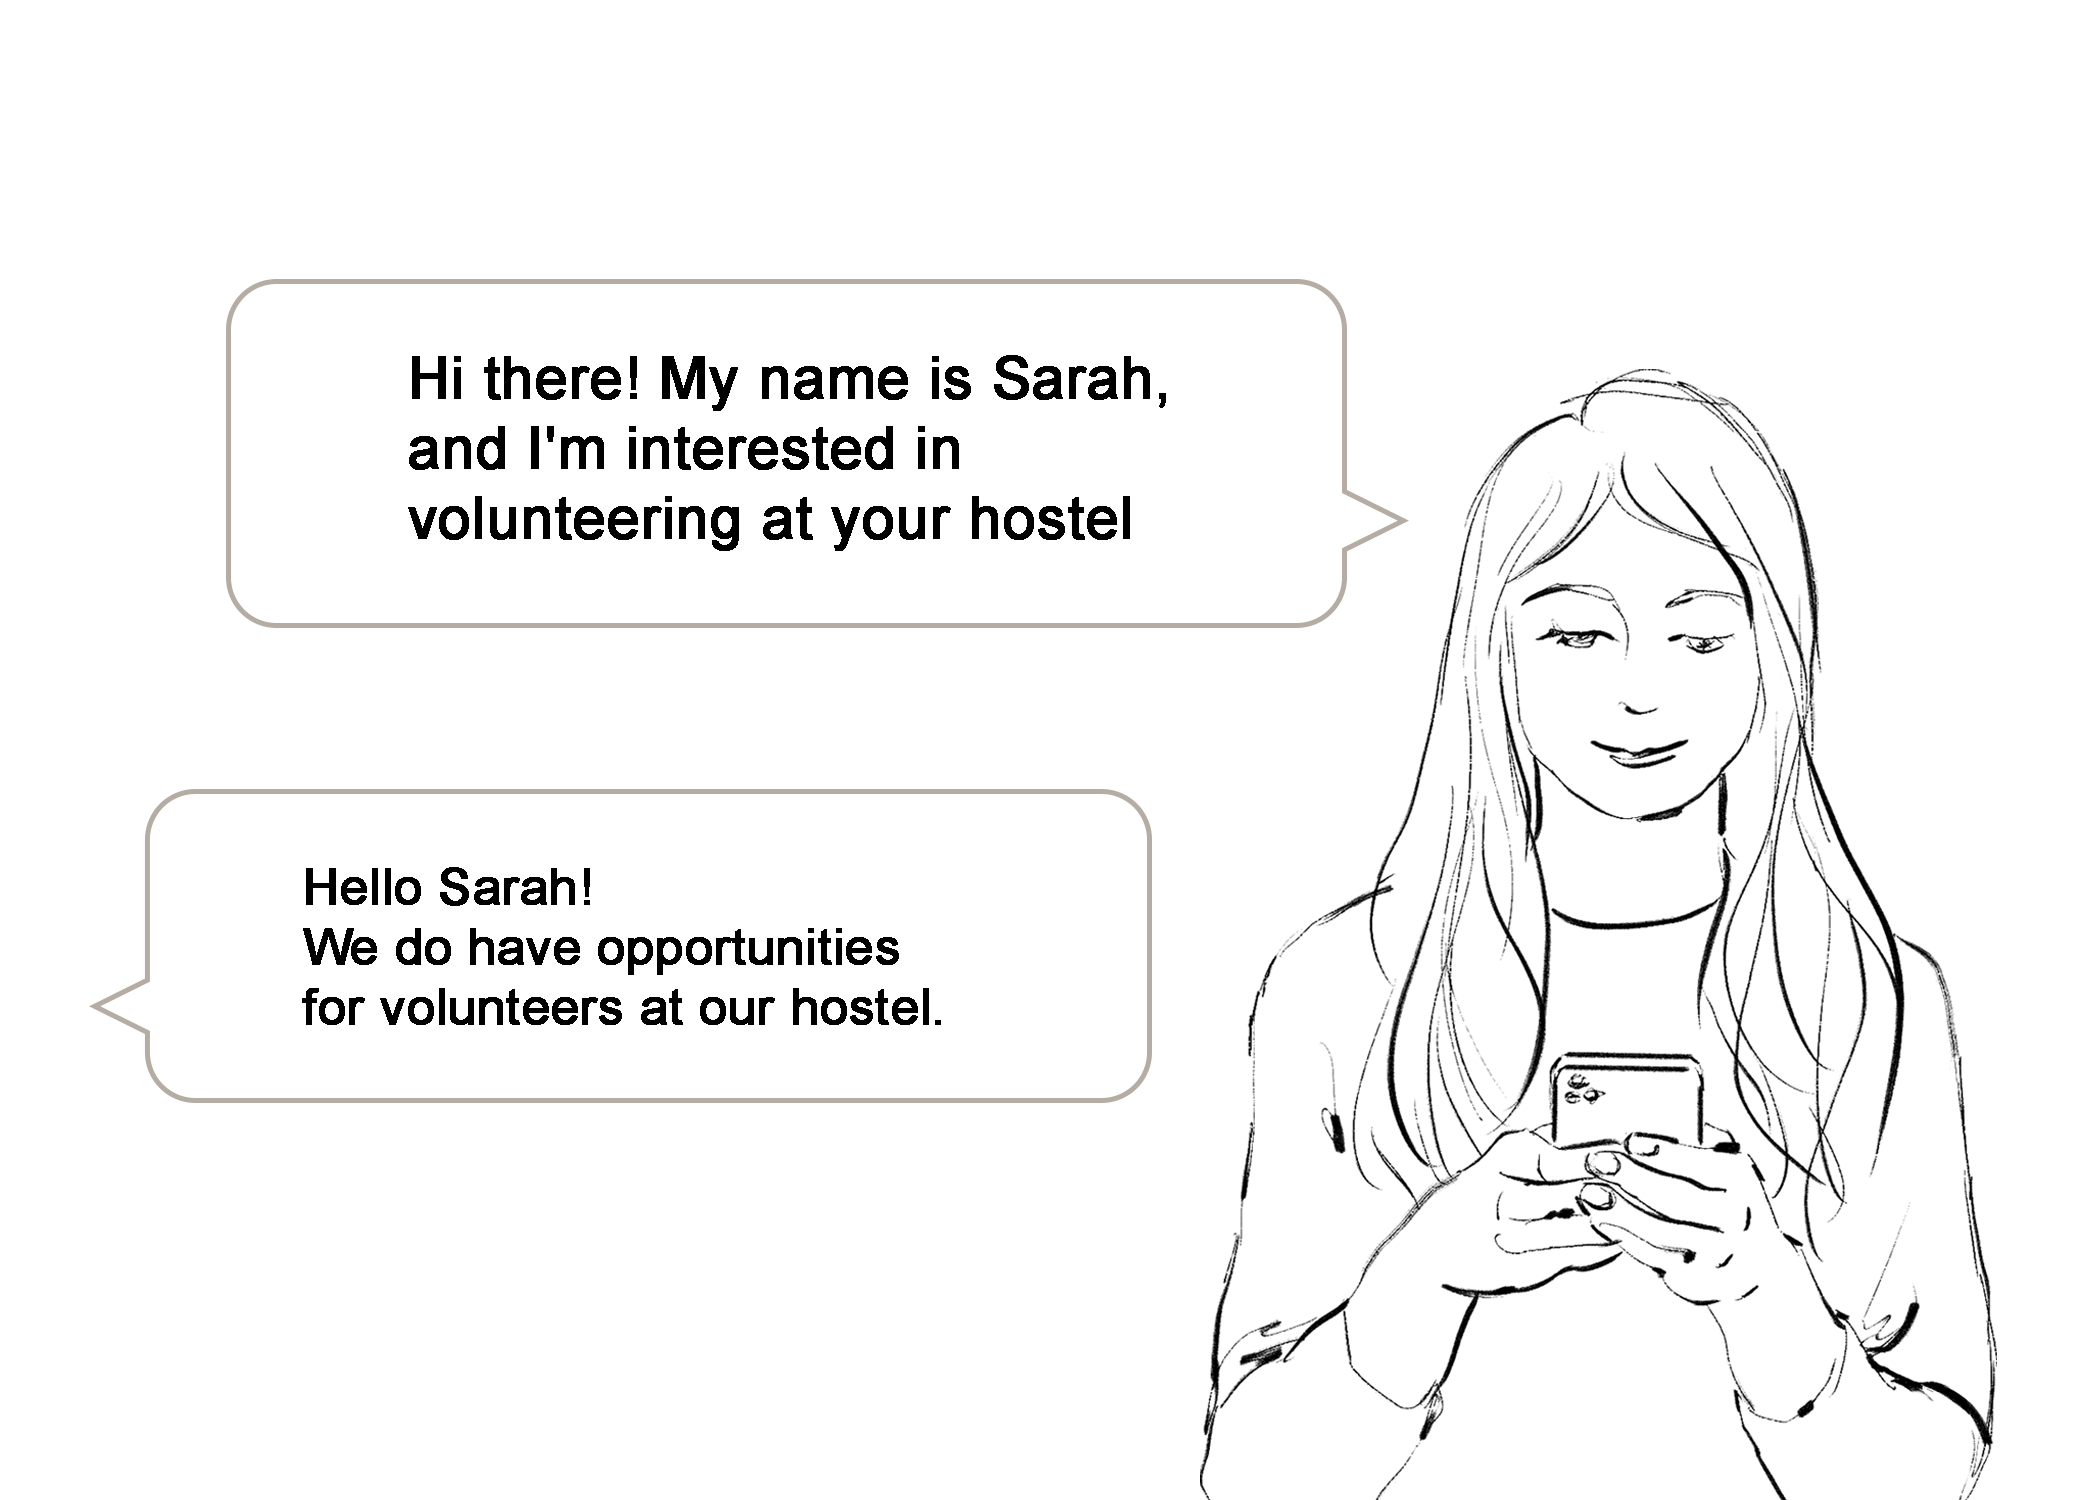 Hi there! My name is Sarah,
and I'm interested in
volunteering at your hostel
Hello Sarah!
We do have opportunities
for volunteers at our hostel.